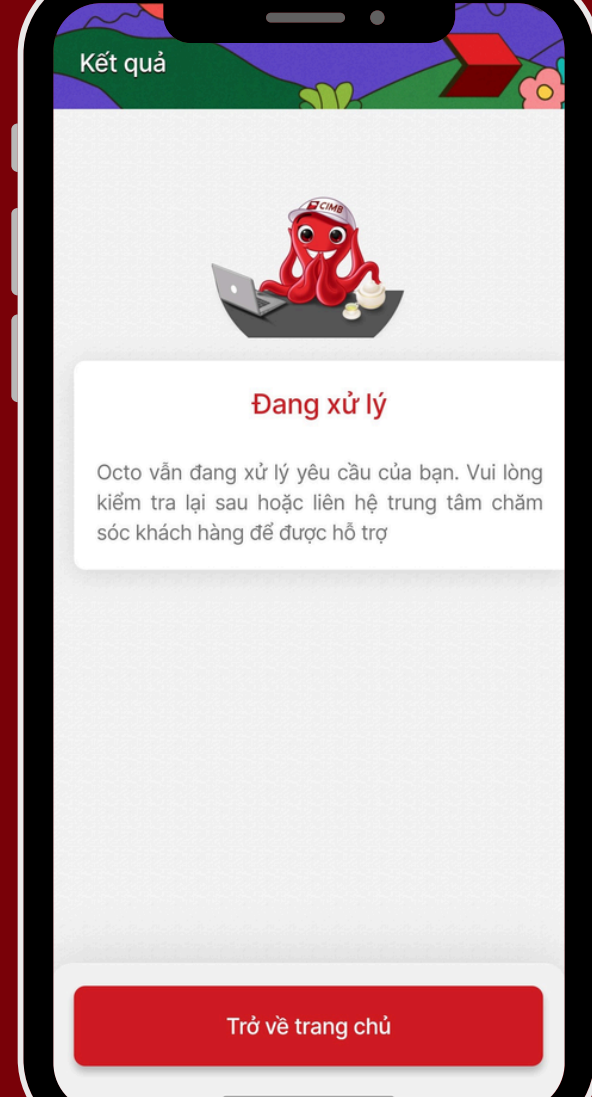 Kết quả
CIMB
Đang xử lý
Octo vẫn đang xử lý yêu cầu của bạn. Vui lòng
kiểm tra lại sau hoặc liên hệ trung tâm chăm
sóc khách hàng để được hỗ trợ
Trở về trang chủ